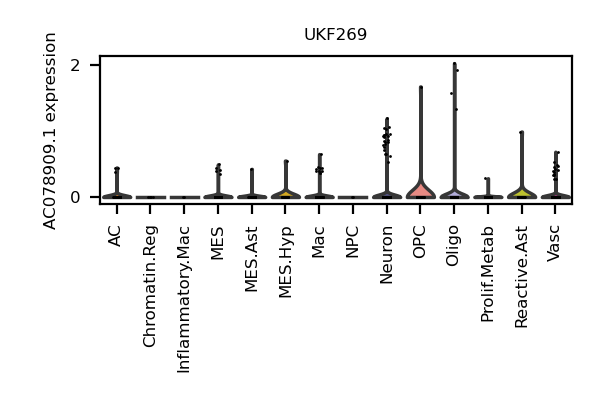 UKF269
AC078909.1 expression
2
0
AC
Chromatin.Reg
Inflammatory.Mac
MES
MES.Ast
MES.Hyp
Mac
NPC
Neuron
OPC
Oligo
Prolif.Metab
Reactive.Ast
Vasc